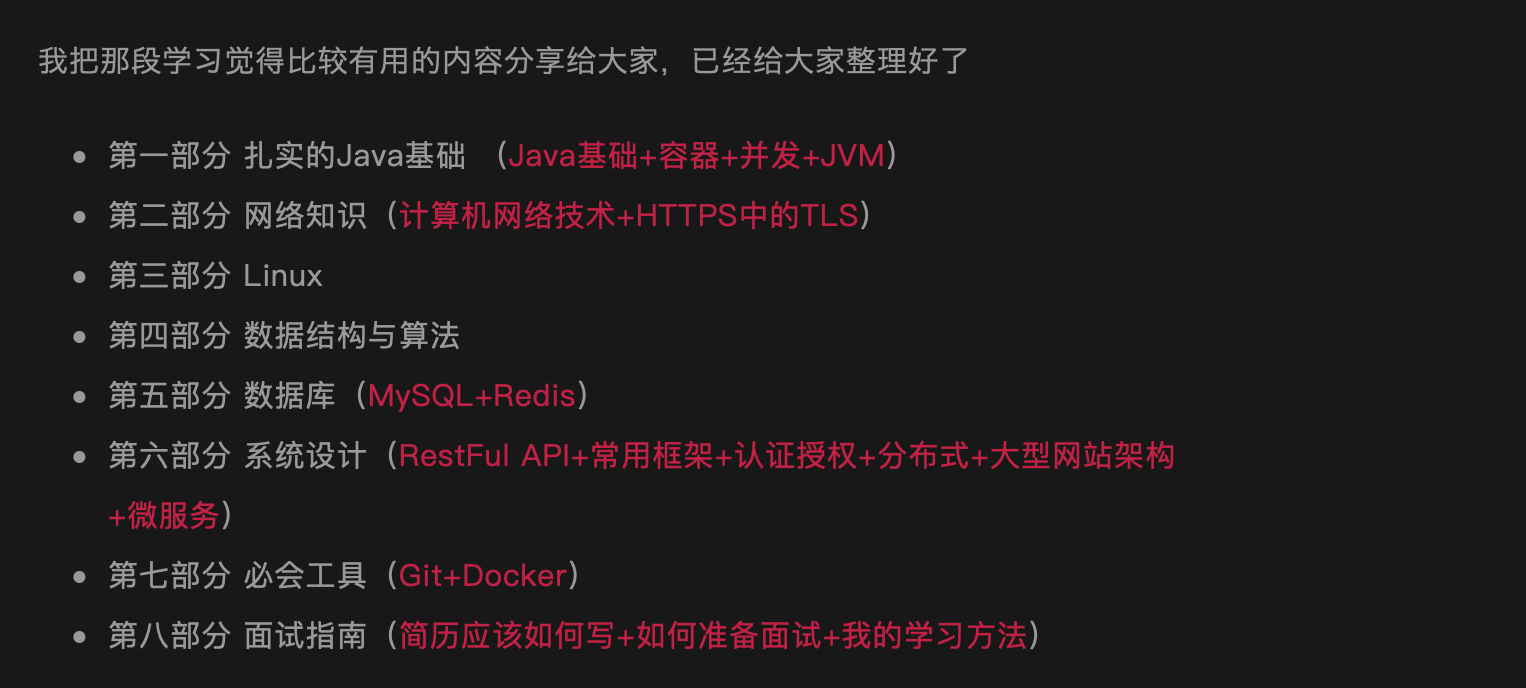 我把那段学习觉得比较有用的内容分享给大家，已经给大家整理好了
• 第一部分 扎实的Java基础 （Java基础+容器+并发+JVM）
• 第二部分 网络知识（计算机网络技术+HTTPS中的TLS）
• 第三部分 Linux
• 第四部分 数据结构与算法
• 第五部分 数据库（MySQL+Redis）
• 第六部分 系统设计（RestFul API+常用框架+认证授权+分布式+大型网站架构
+微服务）
• 第七部分 必会工具（Git+Docker）
• 第八部分 面试指南（简历应该如何写+如何准备面试+我的学习方法）